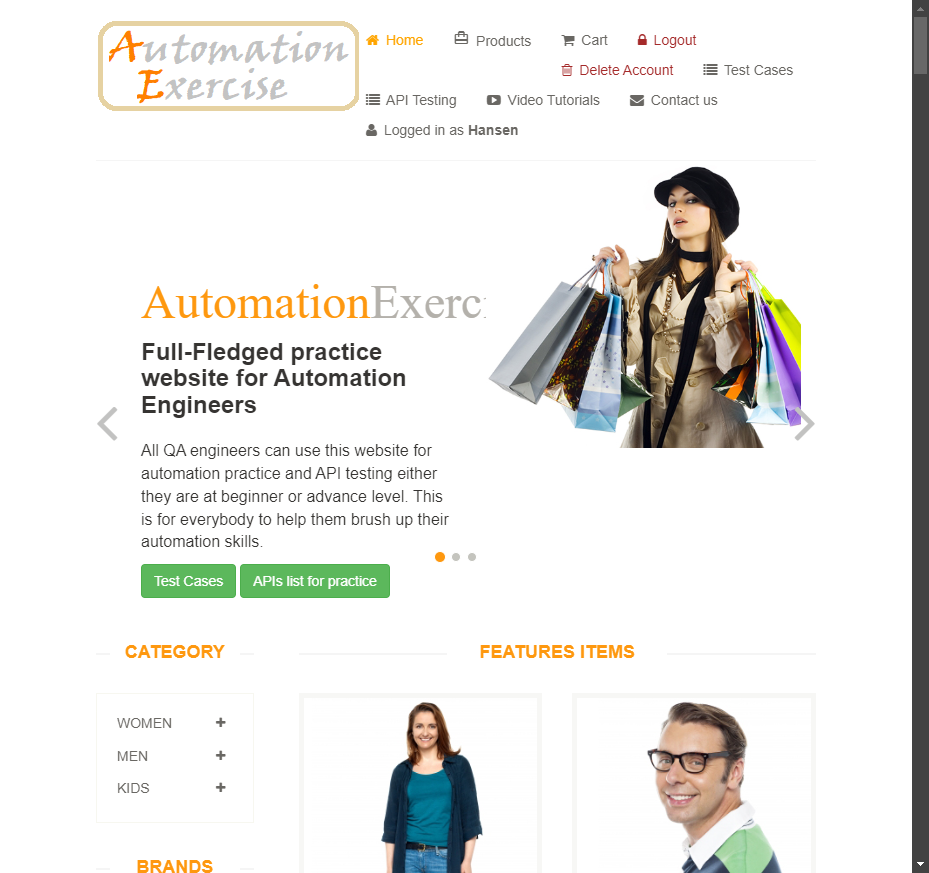 Automation
Exercise
Home Products Cart Logout
Delete Account Test Cases
API Testing Video Tutorials Contact us
Logged in as Hansen
AutomationExerc
Full-Fledged practice
website for Automation
Engineers
All QA engineers can use this website for
automation practice and API testing either
they are at beginner or advance level. This
is for everybody to help them brush up their
automation skills.
Test Cases APIs list for practice
CATEGORY
WOMEN
MEN
KIDS
BRANDS
FEATURES ITEMS